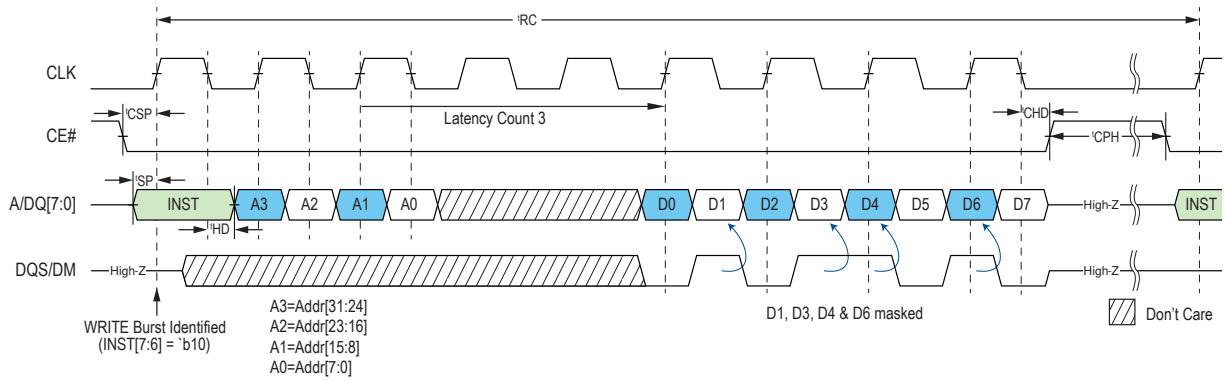 tRC
CLK
tCSP
Latency Count 3
tCHD
CE#
tCPH
tSP
A/DQ[7:0]
INST A3 A2 A1 A0 D0 D1 D2 D3 D4 D5 D6 D7 High-Z INST
tHD
DQS/DM High-Z High-Z
WRITE Burst Identified
(INST[7:6] = `b10)
A3=Addr[31:24]
A2=Addr[23:16]
A1=Addr[15:8]
A0=Addr[7:0]
D1, D3, D4 & D6 masked
Don't Care